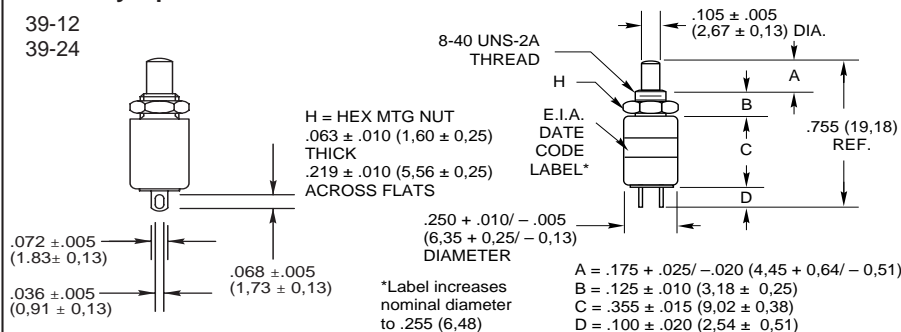 39-12
39-24
H = HEX MTG NUT
.063 ± .010 (1,60 ± 0,25)
THICK
.219 ± .010 (5,56 ± 0,25)
ACROSS FLATS
.072 ±.005
(1.83± 0,13)
.036 ±.005
(0,91 ± 0,13)
.068 ±.005
(1,73 ± 0,13)
.105 ± .005
(2,67 ± 0,13) DIA.
8-40 UNS-2A
THREAD
H
E.I.A.
DATE
CODE
LABEL*
A
B
C
D
.755 (19,18)
REF.
.250 + .010/ – .005
(6,35 + 0,25/ – 0,13)
DIAMETER
*Label increases
nominal diameter
to .255 (6,48)
A = .175 + .025/ –.020 (4,45 + 0,64/ – 0,51)
B = .125 ± .010 (3,18 ± 0,25)
C = .355 ± .015 (9,02 ± 0,38)
D = .100 ± .020 (2,54 ± 0,51)